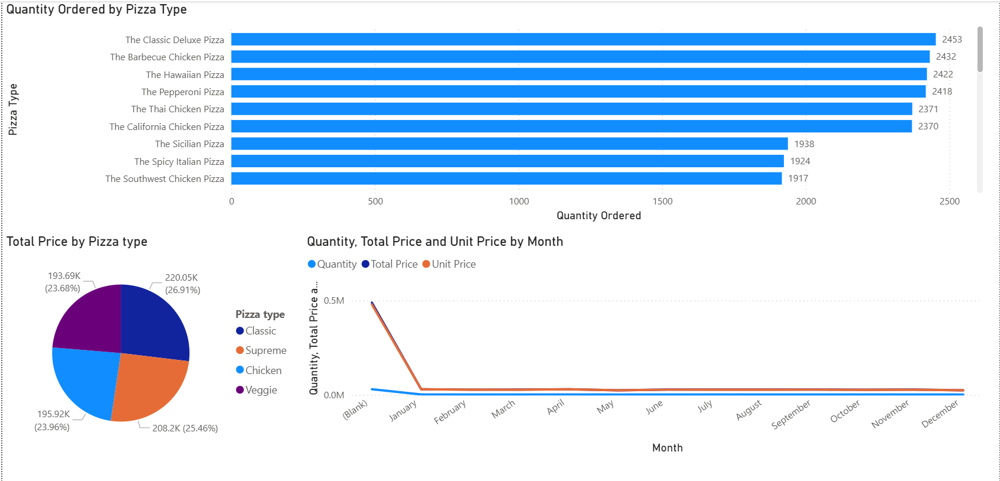 Quantity Ordered by Pizza Type
Pizza Type
The Classic Deluxe Pizza 2453
The Barbecue Chicken Pizza 2432
The Hawaiian Pizza 2422
The Pepperoni Pizza 2418
The Thai Chicken Pizza 2371
The California Chicken Pizza 2370
The Sicilian Pizza 1938
The Spicy Italian Pizza 1924
The Southwest Chicken Pizza 1917
0 500 1000 1500 2000 2500
Quantity Ordered
Total Price by Pizza type
193.69K
(23.68%)
220.05K
(26.91%)
195.92K
(23.96%)
208.2K (25.46%)
Pizza type
Classic
Supreme
Chicken
Veggie
Quantity, Total Price and Unit Price by Month
Quantity Total Price Unit Price
Quantity, Total Price a...
0.5M
0.0M
(Blank) January February March April May June July August September October November December
Month